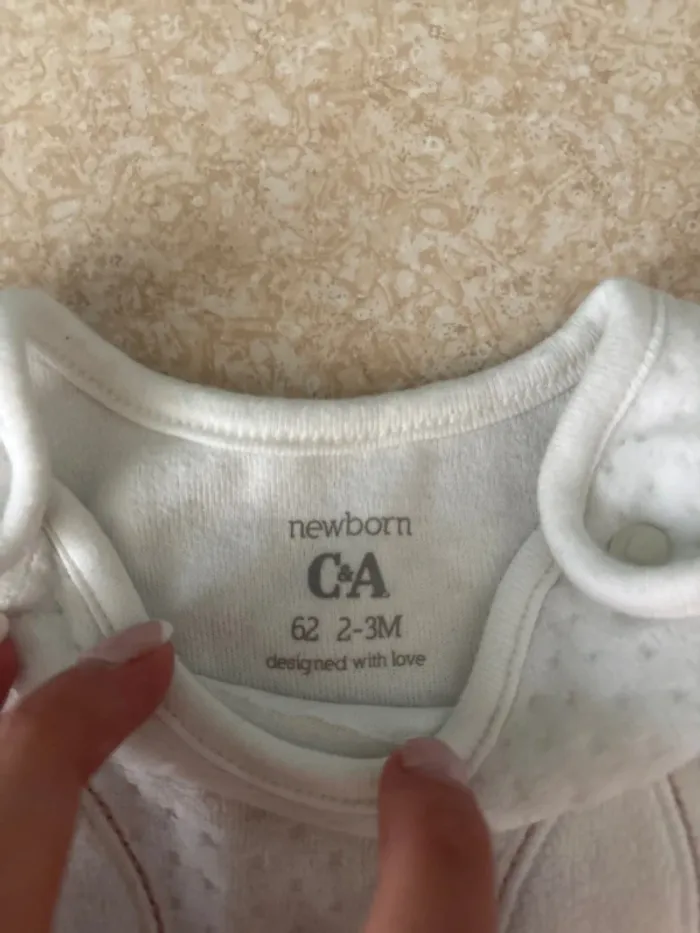 newborn
C&A
62 2-3M
designed with love